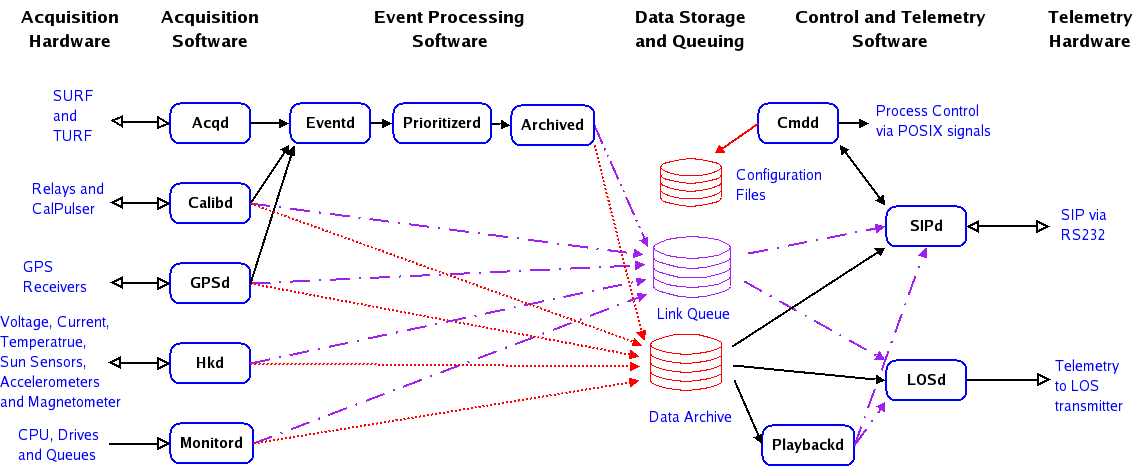 Acquisition
Hardware
Acquisition
Software
Event Processing
Software
Data Storage
and Queuing
Control and Telemetry
Software
Telemetry
Hardware
SURF
and
TURF
Acqd
Eventd
Prioritizerd
Archived
Cmdd
Process Control
via POSIX signals
Relays and
CalPulser
Calibd
Configuration
Files
SIPd
SIP via
RS232
GPS
Receivers
GPSd
Link Queue
Voltage, Current,
Temperatrue,
Sun Sensors,
Accelerometers
and Magnetometer
Hkd
Data Archive
LOSd
Telemetry
to LOS
transmitter
CPU, Drives
and Queues
Monitord
Playbackd